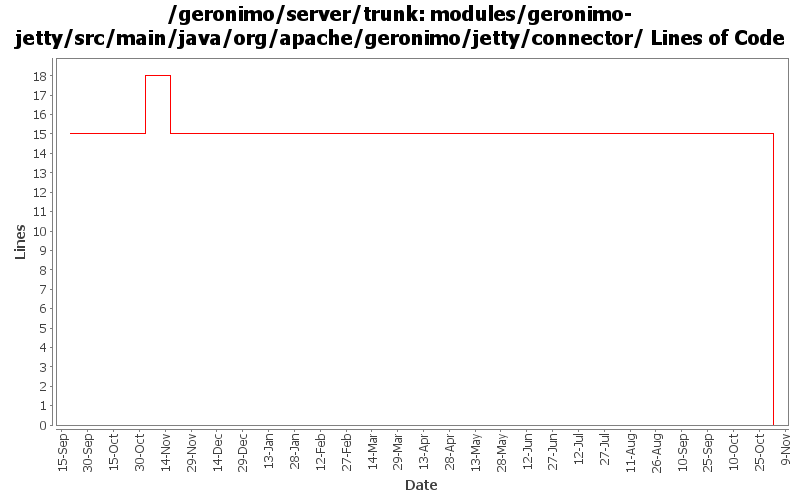 /geronimo/server/trunk: modules/geronimo-
jetty/src/main/java/org/apache/geronimo/jetty/connector/ Lines of Code
Lines
18
17
16
15
14
13
12
11
10
9
8
7
6
5
4
3
2
1
0
15-Sep
30-Sep
15-Oct
30-Oct
14-Nov
29-Nov
14-Dec
29-Dec
13-Jan
28-Jan
12-Feb
27-Feb
14-Mar
29-Mar
13-Apr
28-Apr
13-May
28-May
12-Jun
27-Jun
12-Jul
27-Jul
11-Aug
26-Aug
10-Sep
25-Sep
10-Oct
25-Oct
9-Nov
Date